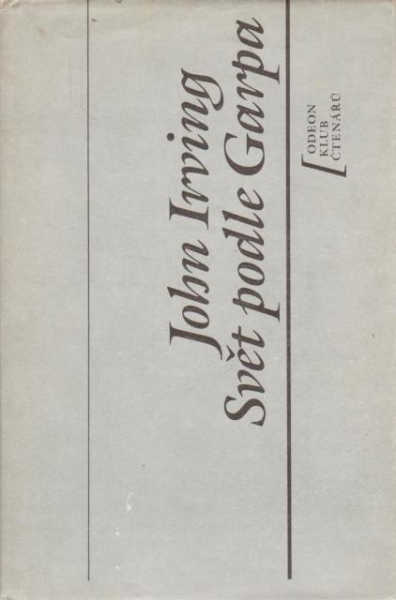 John Irving
Svět podle Garpa
ODEON
KLUB
ČTENÁŘŮ